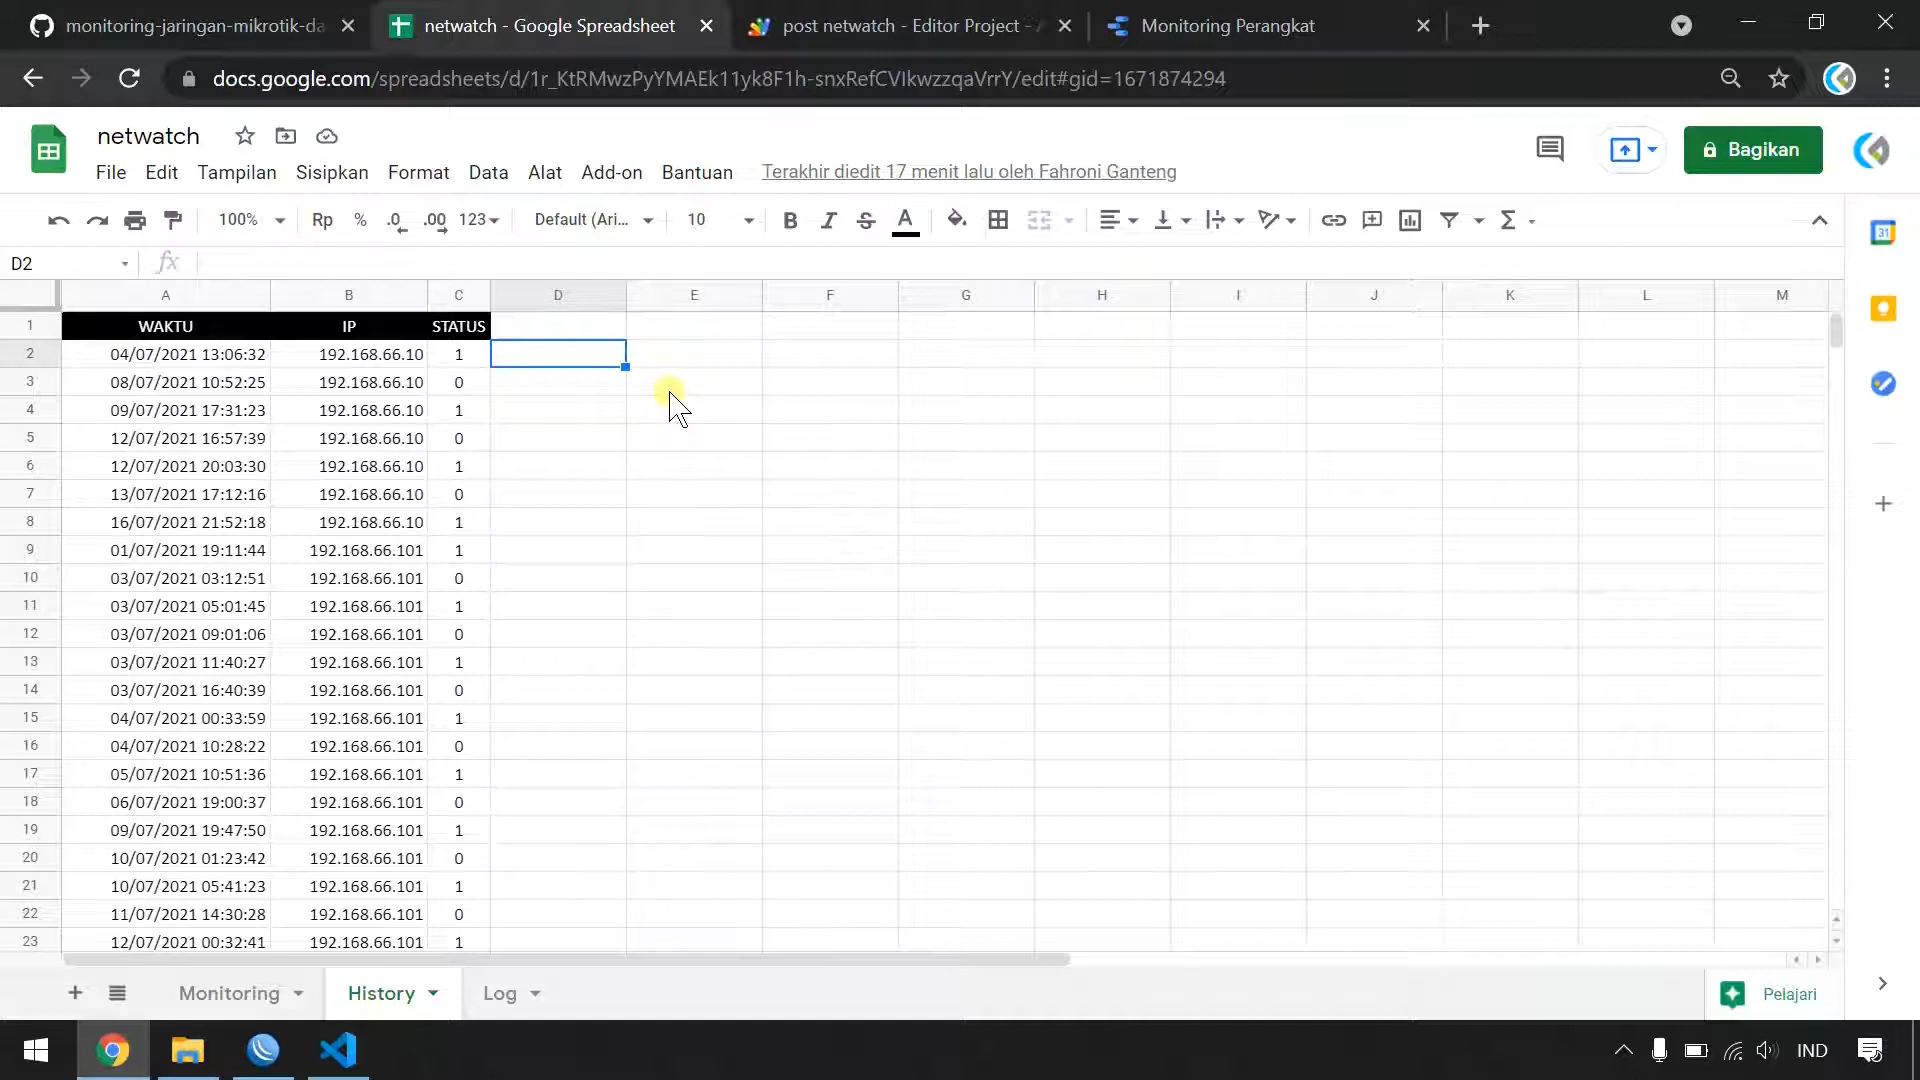 monitoring-jaringan-mikrotik-da
netwatch - Google Spreadsheet
post netwatch - Editor Project -
Monitoring Perangkat
docs.google.com/spreadsheets/d/1r_KtRMwzPyYMAEk11yk8F1h-snxRefCVIkwzzqaVrrY/edit#gid=1671874294
netwatch
Bagikan
File Edit Tampilan Sisipkan Format Data Alat Add-on Bantuan Terakhir diedit 17 menit lalu oleh Fahroni Ganteng
100% Rp % .0 .00 123 Default (Ari... 10 B I S A Σ
31
D2 fx
A B C D E F G H I J K L M
1 WAKTU IP STATUS
2 04/07/2021 13:06:32 192.168.66.10 1
3 08/07/2021 10:52:25 192.168.66.10 0
4 09/07/2021 17:31:23 192.168.66.10 1
5 12/07/2021 16:57:39 192.168.66.10 0
6 12/07/2021 20:03:30 192.168.66.10 1
7 13/07/2021 17:12:16 192.168.66.10 0
8 16/07/2021 21:52:18 192.168.66.10 1
9 01/07/2021 19:11:44 192.168.66.101 1
10 03/07/2021 03:12:51 192.168.66.101 0
11 03/07/2021 05:01:45 192.168.66.101 1
12 03/07/2021 09:01:06 192.168.66.101 0
13 03/07/2021 11:40:27 192.168.66.101 1
14 03/07/2021 16:40:39 192.168.66.101 0
15 04/07/2021 00:33:59 192.168.66.101 1
16 04/07/2021 10:28:22 192.168.66.101 0
17 05/07/2021 10:51:36 192.168.66.101 1
18 06/07/2021 19:00:37 192.168.66.101 0
19 09/07/2021 19:47:50 192.168.66.101 1
20 10/07/2021 01:23:42 192.168.66.101 0
21 10/07/2021 05:41:23 192.168.66.101 1
22 11/07/2021 14:30:28 192.168.66.101 0
23 12/07/2021 00:32:41 192.168.66.101 1
Monitoring History Log Pelajari
IND